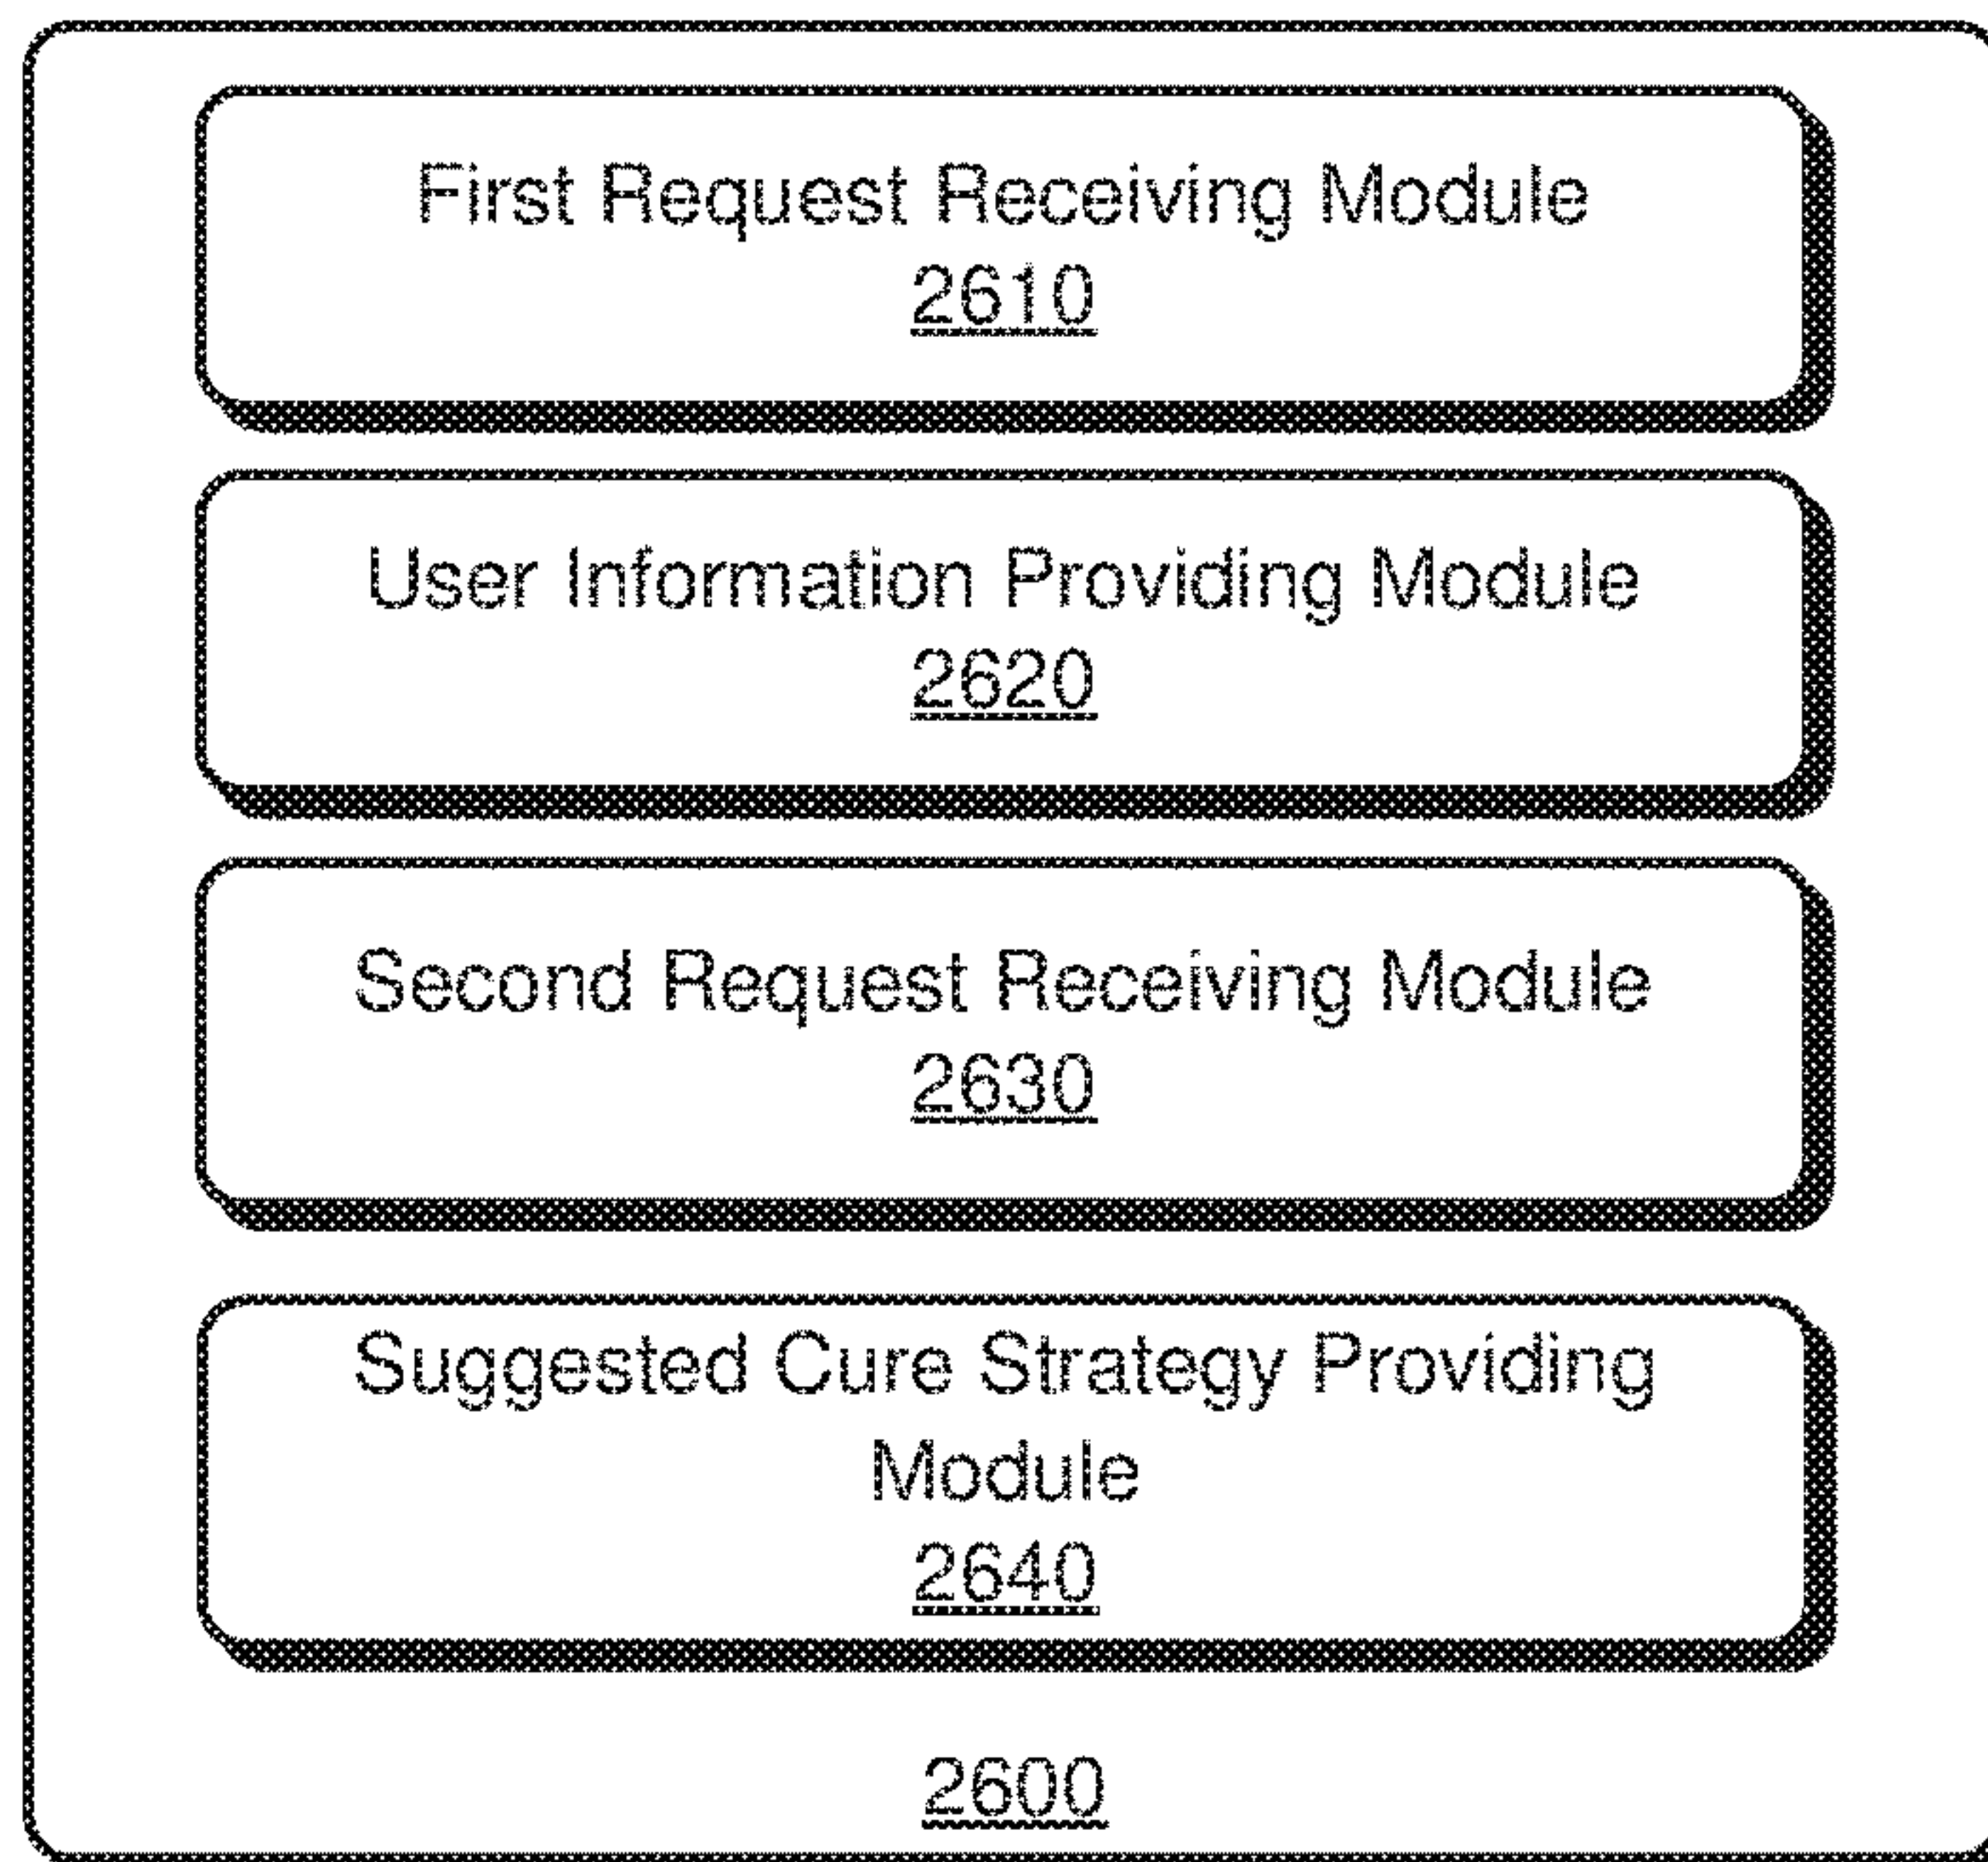 First Request Receiving Module
2610
User Information Providing Module
2620
Second Request Receiving Module
2630
Suggested Cure Strategy Providing
Module
2640
2600